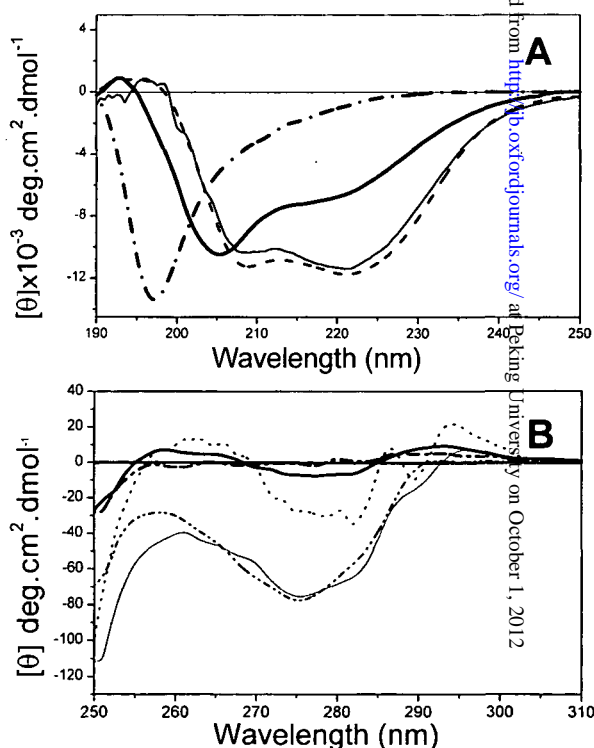 A
4
0
-4
-8
-12
[θ]x10⁻³ deg.cm².dmol⁻¹
190 200 210 220 230 240 250
Wavelength (nm)
B
40
20
0
-20
-40
-60
-80
-100
-120
[θ] deg.cm².dmol⁻¹
250 260 270 280 290 300 310
Wavelength (nm)
d from http://jb.oxfordjournals.org/ at Peking University on October 1, 2012